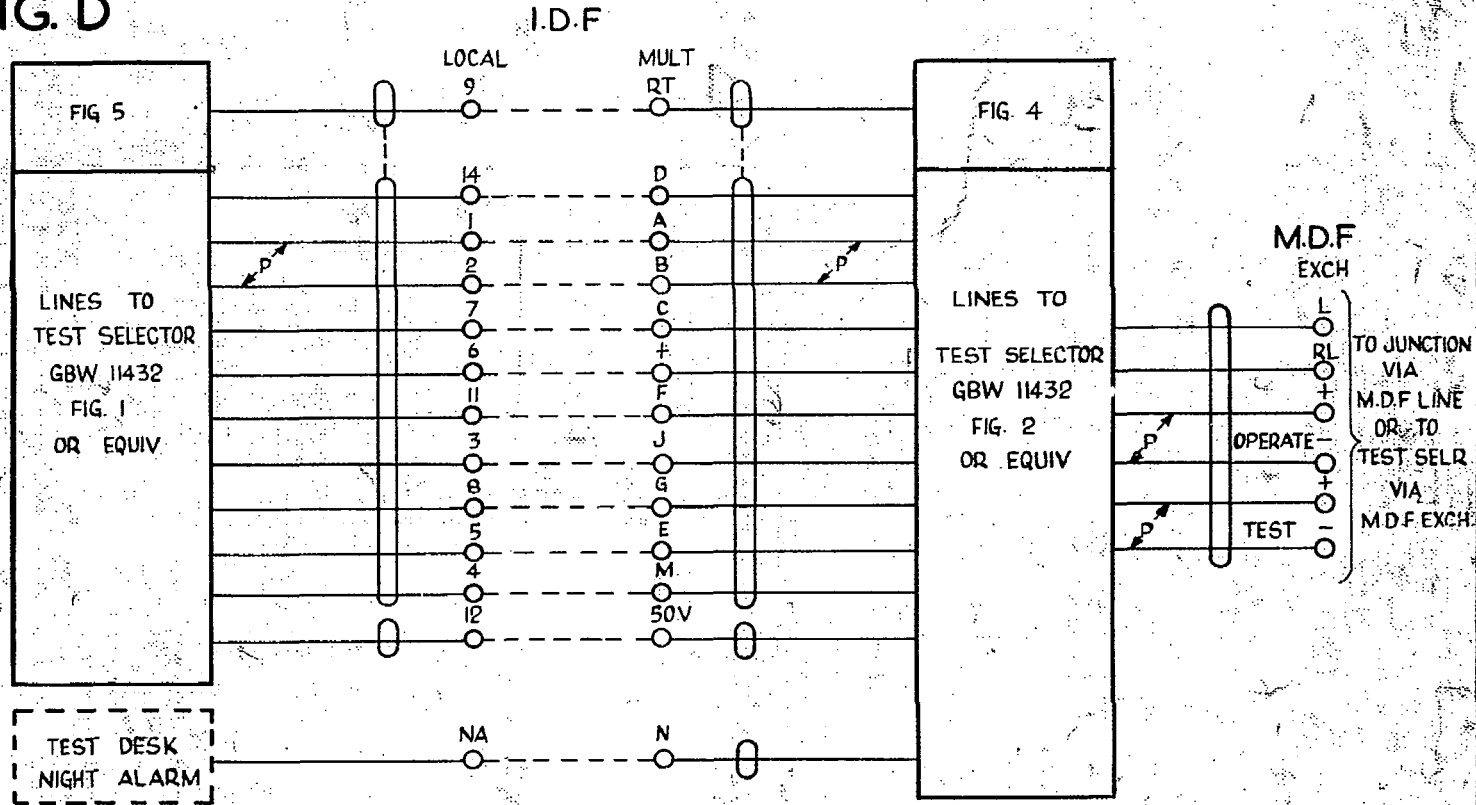 IG. D
I.D.F
LOCAL
MULT
FIG 5
9
RT
FIG. 4
14
D
1
A
P
P
2
B
7
C
6
+
11
F
3
J
8
G
5
E
4
M
12
50.V
LINES TO
TEST SELECTOR
GBW 11432
FIG. 1
OR EQUIV
LINES TO
TEST SELECTOR
GBW 11432
FIG. 2
OR EQUIV
M.D.F
EXCH
L
RL
+
P
OPERATE -
+
P
TEST -
TO JUNCTION
VIA
M.D.F LINE
OR TO
TEST SELR
VIA
M.D.F EXCH.
TEST DESK
NIGHT ALARM
NA
N